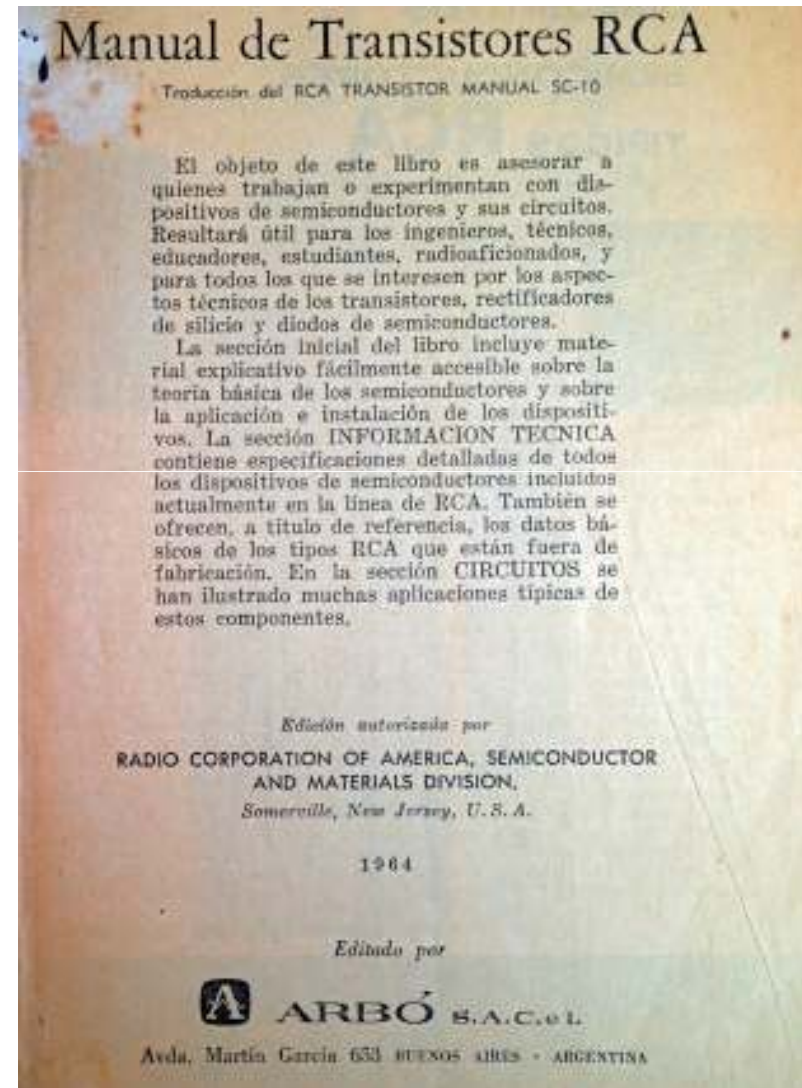 Manual de Transistores RCA
Traducción del RCA TRANSISTOR MANUAL SC-10
El objeto de este libro es asesorar a
quienes trabajan o experimentan con dis-
positivos de semiconductores y sus circuitos.
Resultará útil para los ingenieros, técnicos,
educadores, estudiantes, radioaficionados, y
para todos los que se interesen por los aspec-
tos técnicos de los transistores, rectificadores
de silicio y diodos de semiconductores.
La sección inicial del libro incluye mate-
rial explicativo fácilmente accesible sobre la
teoría básica de los semiconductores y sobre
la aplicación e instalación de los dispositi-
vos. La sección INFORMACION TECNICA
contiene especificaciones detalladas de todos
los dispositivos de semiconductores incluidos
actualmente en la línea de RCA. También se
ofrecen, a título de referencia, los datos bá-
sicos de los tipos RCA que están fuera de
fabricación. En la sección CIRCUITOS se
han ilustrado muchas aplicaciones típicas de
estos componentes.
Edición autorizada por
RADIO CORPORATION OF AMERICA, SEMICONDUCTOR
AND MATERIALS DIVISION,
Somerville, New Jersey, U.S.A.
1964
Editado por
A ARBÓ S.A.C. e I.
Avda. Martín García 653 BUENOS AIRES - ARGENTINA